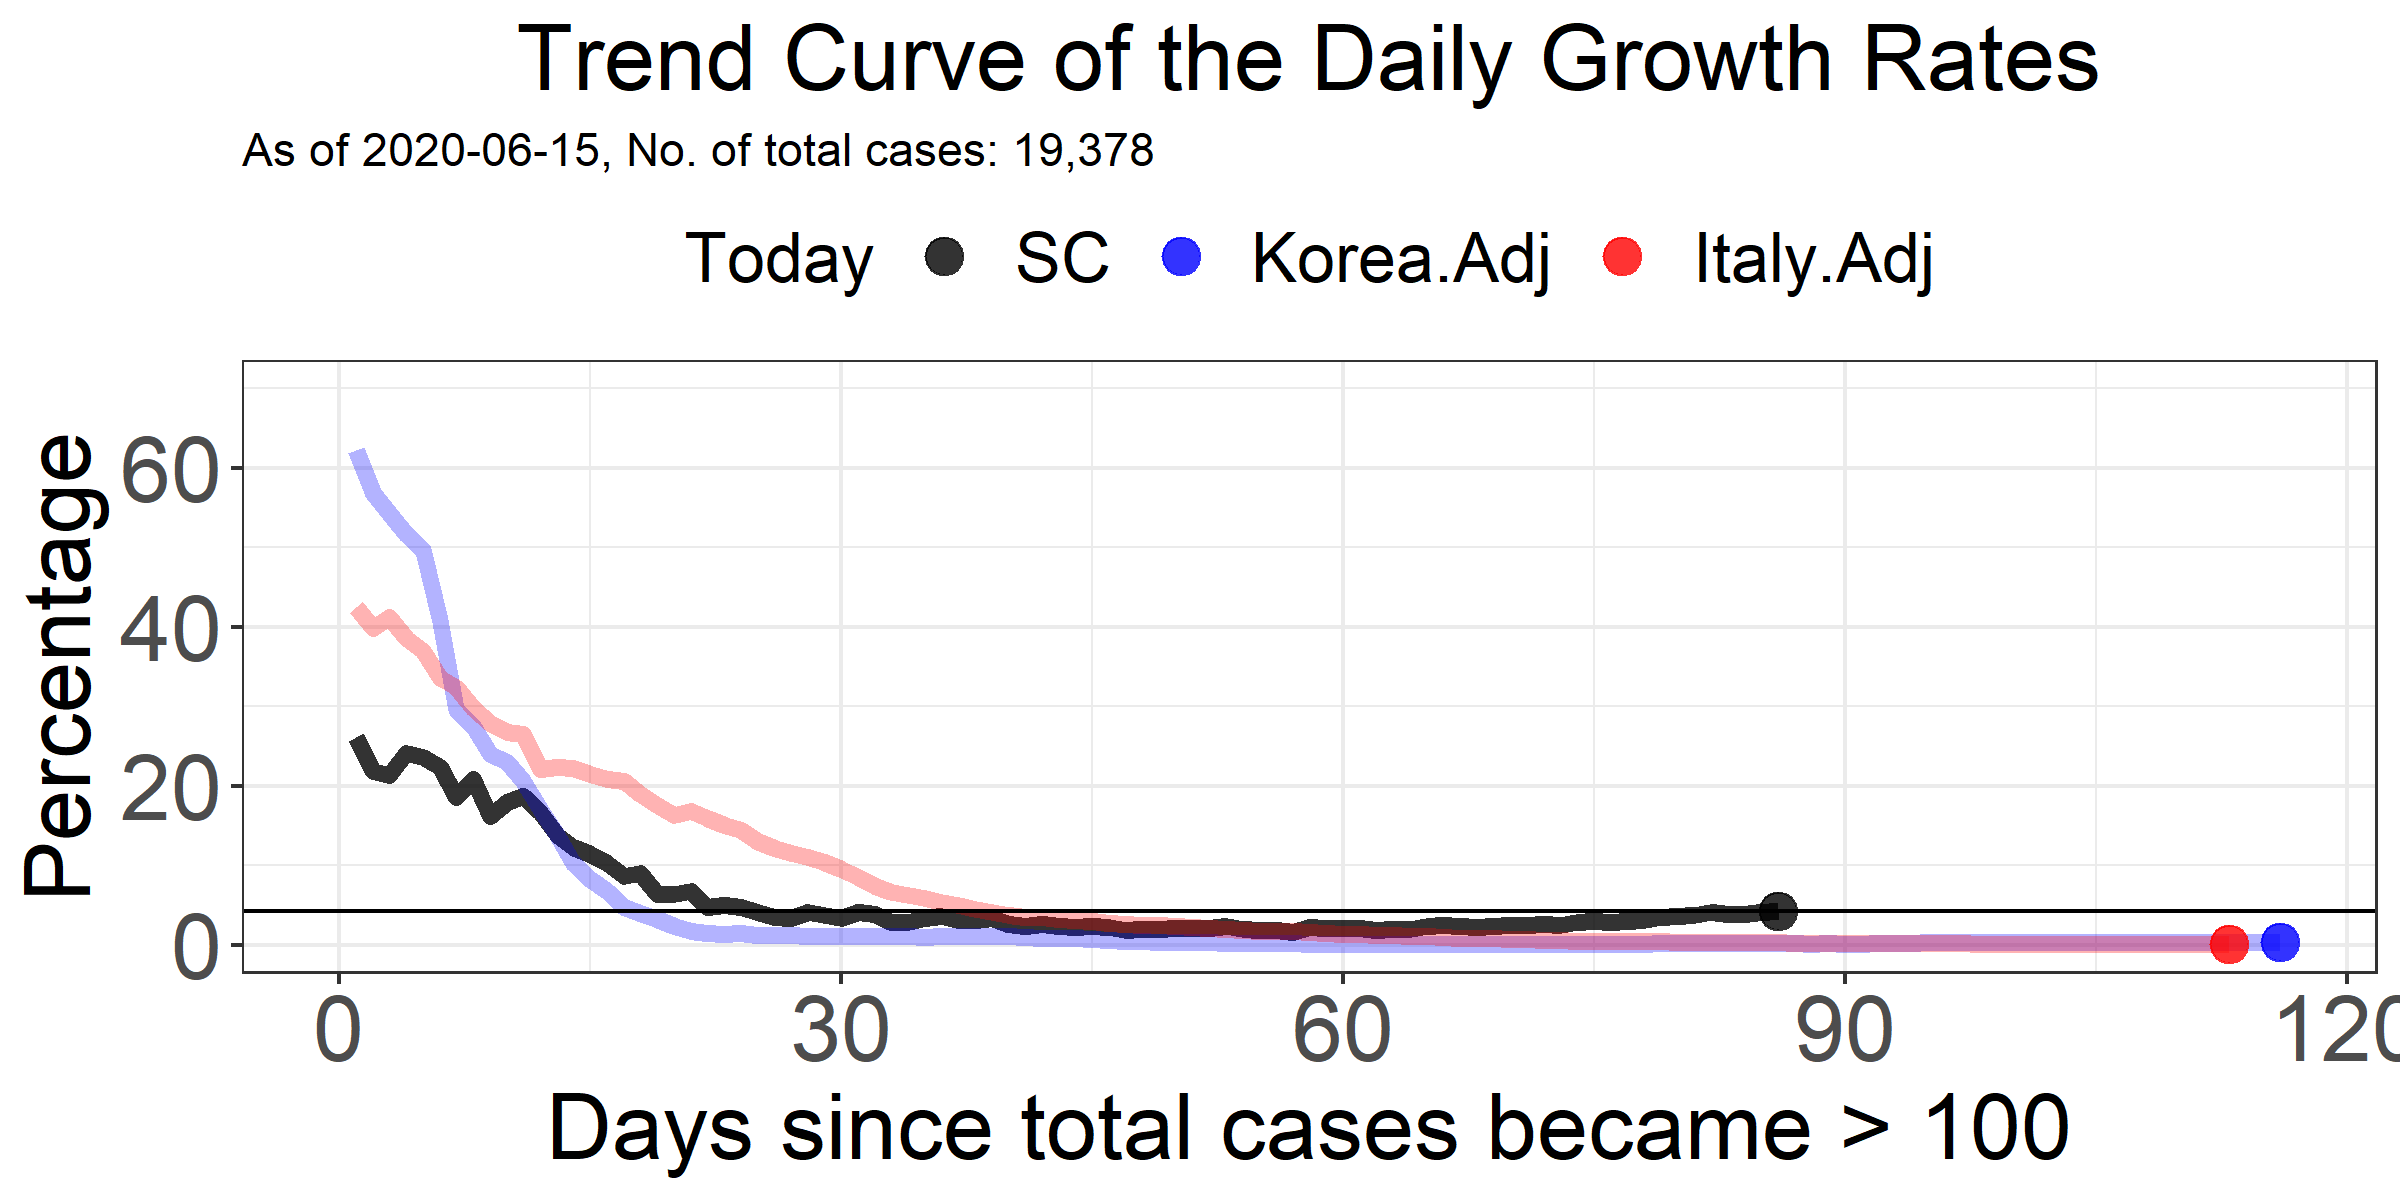 Trend Curve of the Daily Growth Rates
As of 2020-06-15, No. of total cases: 19,378
Today SC Korea.Adj Italy.Adj
Percentage
60
40
20
0
0 30 60 90 120
Days since total cases became > 100